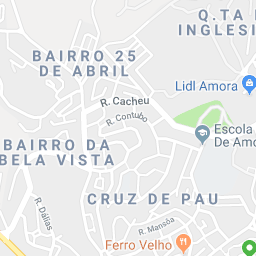 Q.TA
INGLESI
BAIRRO 25
DE ABRIL
Lidl Amora
R. Cacheu
R. Contubo
Escola
De Amo
BAIRRO DA
BELA VISTA
R. Dálias
CRUZ DE PAU
R. Mansôa
Ferro Velho